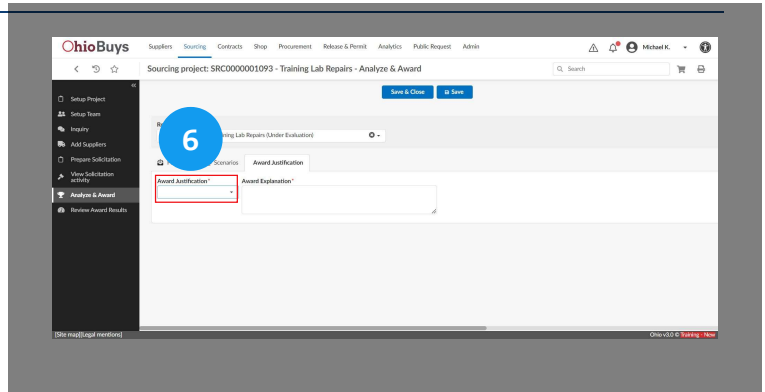 OhioBuys
Suppliers Sourcing Contracts Shop Procurement Release & Permit Analytics Public Request Admin
Michael K.
Sourcing project: SRC0000001093 - Training Lab Repairs - Analyze & Award
Search
Save & Close Save
Setup Project
Setup Team
Inquiry
Add Suppliers
Prepare Solicitation
View Solicitation
activity
Analyze & Award
Review Award Results
6
ining Lab Repairs (Under Evaluation)
Scenarios Award Justification
Award Justification* Award Explanation*
[Site map][Legal mentions]
Ohio v3.0 © Training - New